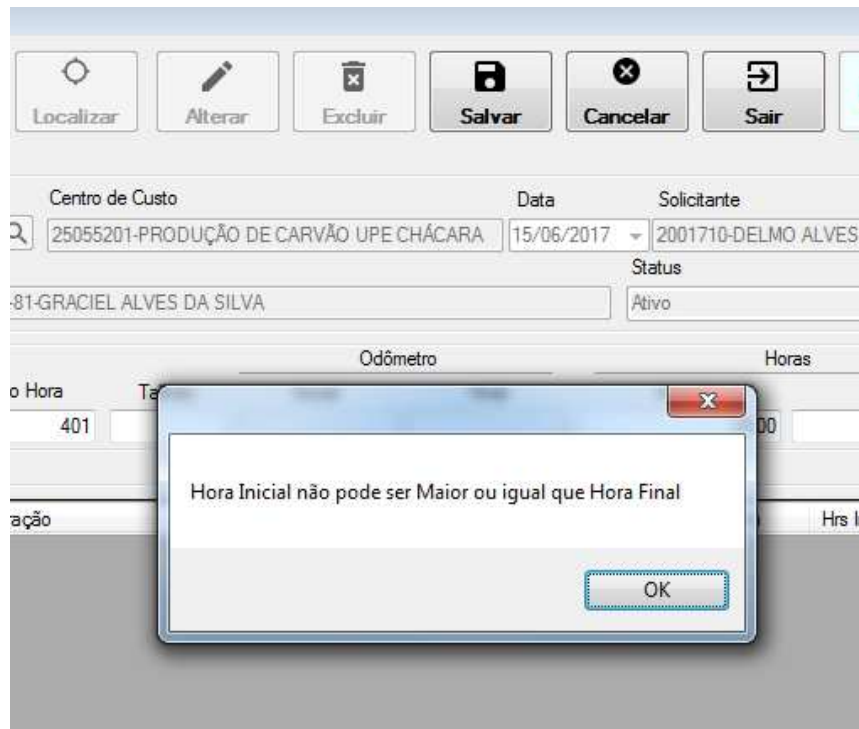 Localizar Alterar Excluir Salvar Cancelar Sair
Centro de Custo Data Solicitante
25055201-PRODUÇÃO DE CARVÃO UPE CHÁCARA 15/06/2017 2001710-DELMO ALVES
Status
-81-GRACIEL ALVES DA SILVA Ativo
Odômetro Horas
o Hora
401 00
Hora Inicial não pode ser Maior ou igual que Hora Final
ração Hrs
OK